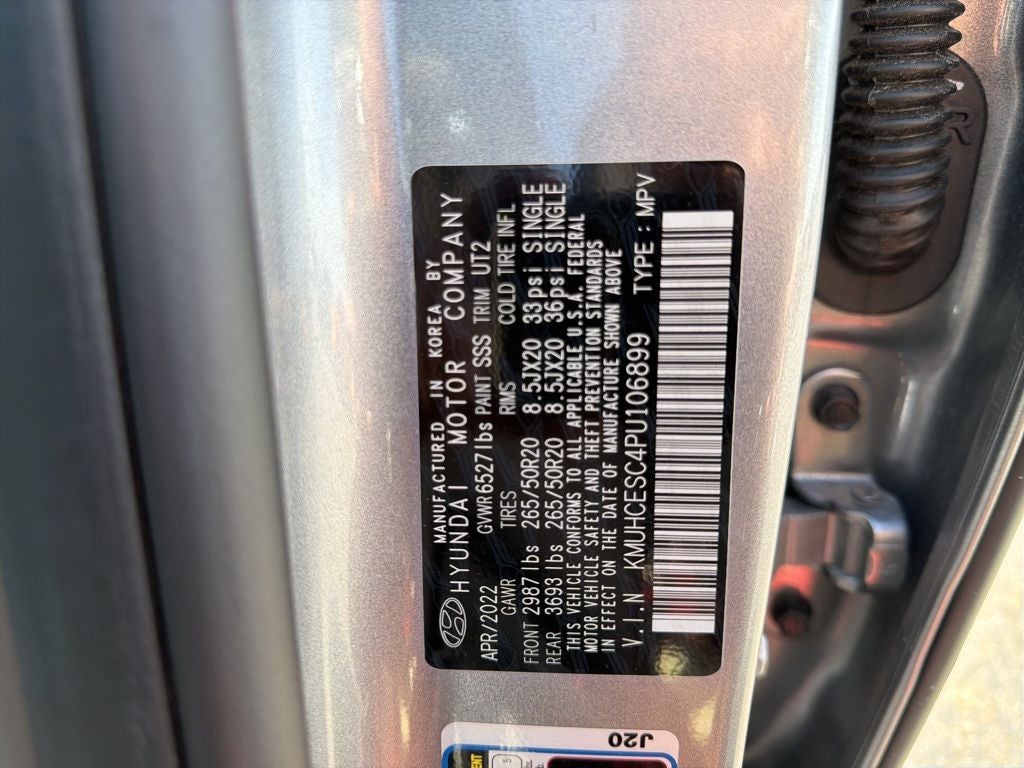 MANUFACTURED IN KOREA BY
HYUNDAI MOTOR COMPANY
APR/2022 GVWR 6527lbs PAINT SSS TRIM UT2
GAWR TIRES RMS COLD TIRE INFL.
FRONT 2987lbs 265/50R20 8.5JX20 33psi SINGLE
REAR 3693lbs 265/50R20 8.5JX20 36psi SINGLE
THIS VEHICLE CONFORMS TO ALL APPLICABLE U.S.A. FEDERAL
MOTOR VEHICLE SAFETY AND THEFT PREVENTION STANDARDS
IN EFFECT ON THE DATE OF MANUFACTURE SHOWN ABOVE
V.I.N KMUHCESC4PU106899 TYPE : MPV
J20
R
5